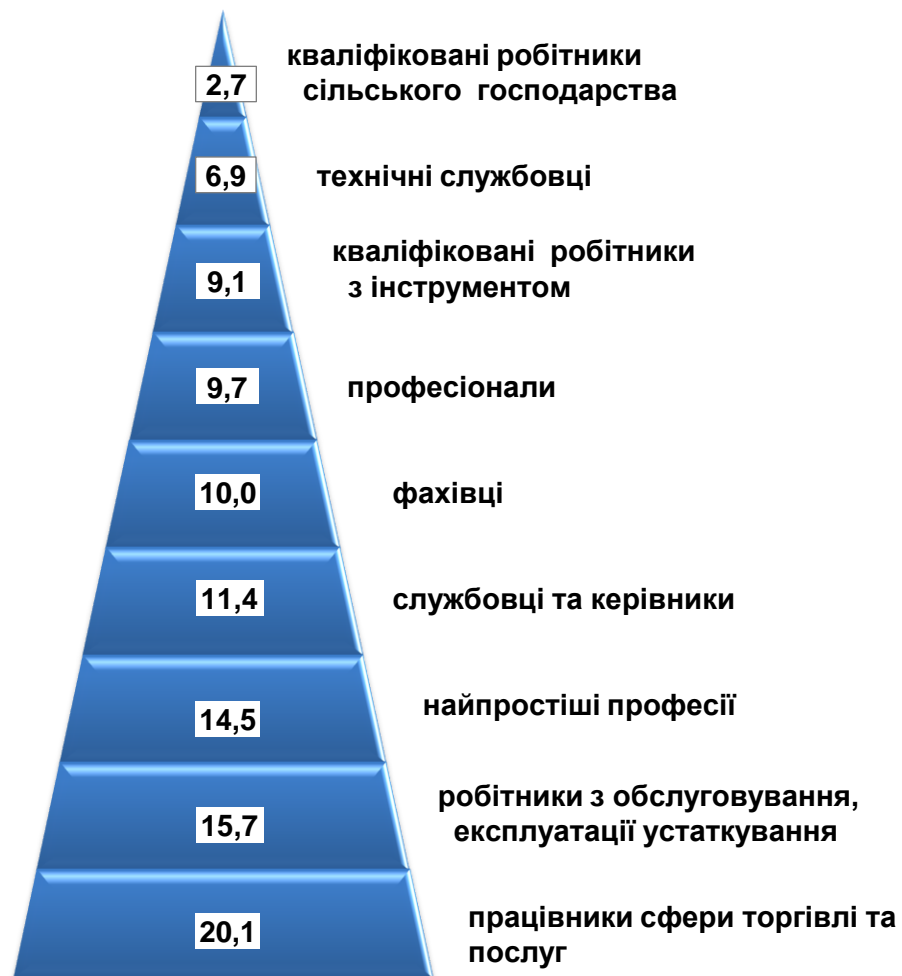 кваліфіковані робітники
2,7
сільського господарства
6,9
технічні службовці
кваліфіковані робітники
9,1
з інструментом
9,7
професіонали
10,0
фахівці
11,4
службовці та керівники
14,5
найпростіші професії
15,7
робітники з обслуговування,
експлуатації устаткування
20,1
працівники сфери торгівлі та
послуг